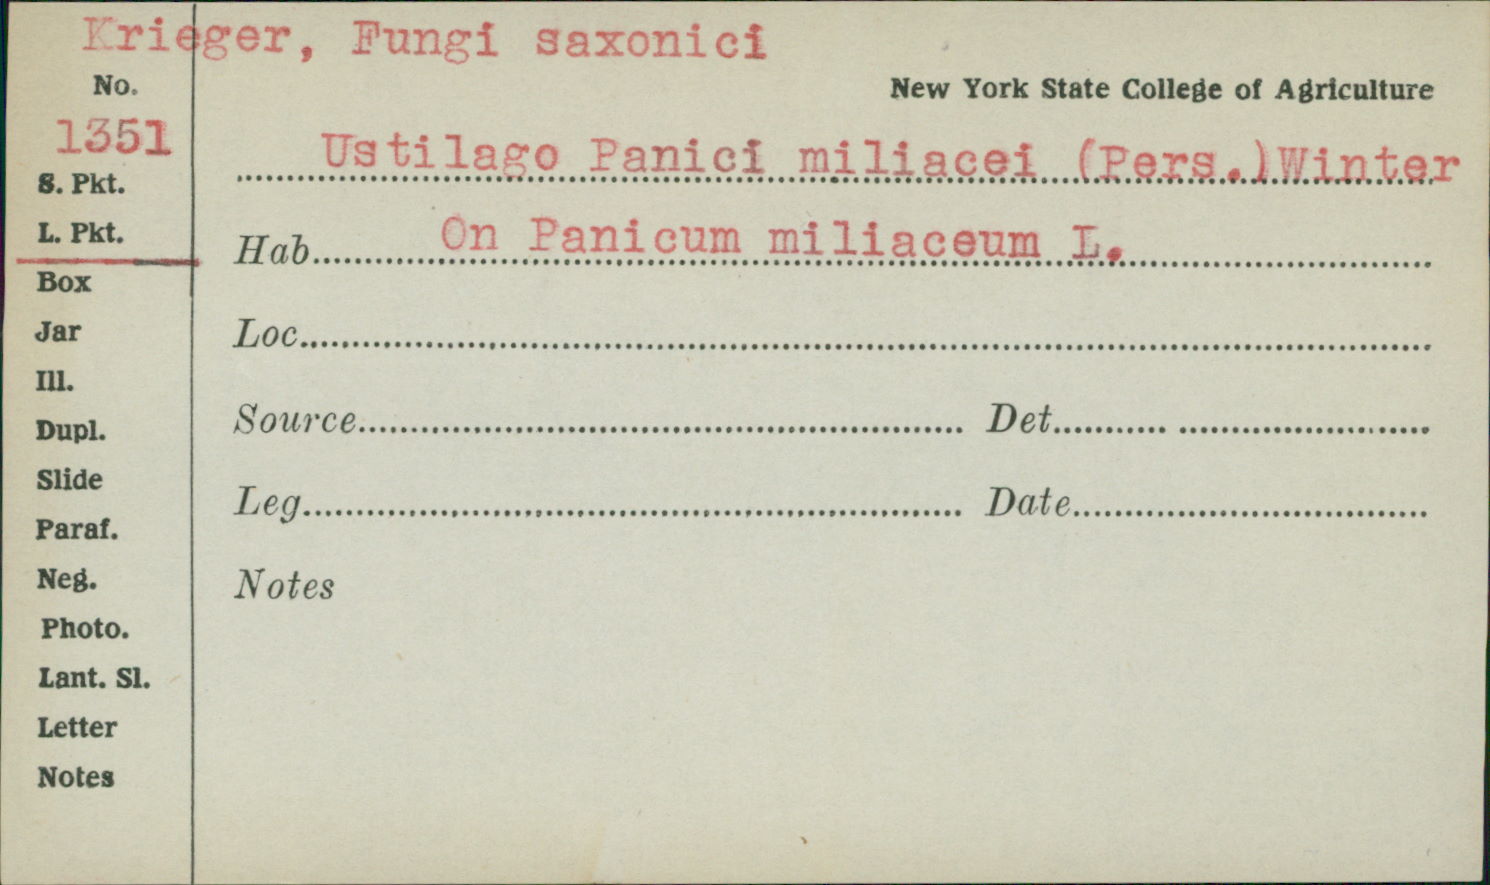 Krieger, Fungi saxonici
No.
New York State College of Agriculture
1351
Ustilago Panici miliacei (Pers.)Winter
S. Pkt.
L. Pkt.
Hab. On Panicum miliaceum L.
Box
Jar
Loc.
Ill.
Dupl.
Source Det.
Slide
Leg. Date
Paraf.
Neg.
Notes
Photo.
Lant. Sl.
Letter
Notes